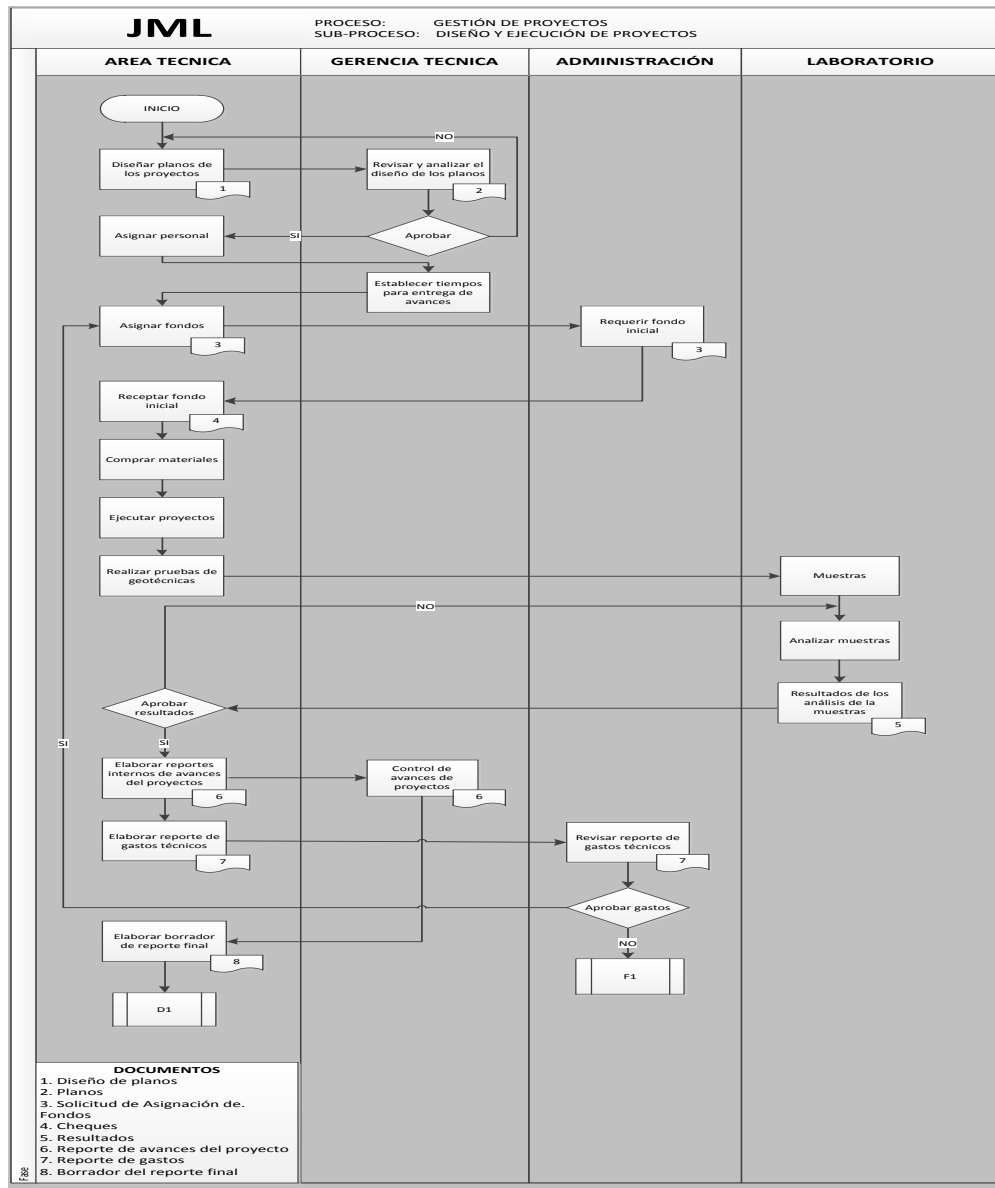 JML
PROCESO: GESTIÓN DE PROYECTOS
SUB-PROCESO: DISEÑO Y EJECUCIÓN DE PROYECTOS
AREA TECNICA
GERENCIA TECNICA
ADMINISTRACIÓN
LABORATORIO
INICIO
NO
Diseñar planos de
los proyectos
1
Revisar y analizar el
diseño de los planos
2
Asignar personal
SI
Aprobar
Establecer tiempos
para entrega de
avances
Asignar fondos
3
Requerir fondo
inicial
3
Receptar fondo
inicial
4
Comprar materiales
Ejecutar proyectos
Realizar pruebas de
geotécnicas
Muestras
NO
Analizar muestras
Aprobar
resultados
Resultados de los
análisis de la
muestras
5
SI
SI
Elaborar reportes
internos de avances
del proyectos
6
Control de
avances de
proyectos
6
Elaborar reporte de
gastos técnicos
7
Revisar reporte de
gastos técnicos
7
Aprobar gastos
Elaborar borrador
de reporte final
8
NO
F1
D1
DOCUMENTOS
1. Diseño de planos
2. Planos
3. Solicitud de Asignación de.
Fondos
4. Cheques
5. Resultados
6. Reporte de avances del proyecto
7. Reporte de gastos
8. Borrador del reporte final
Fase